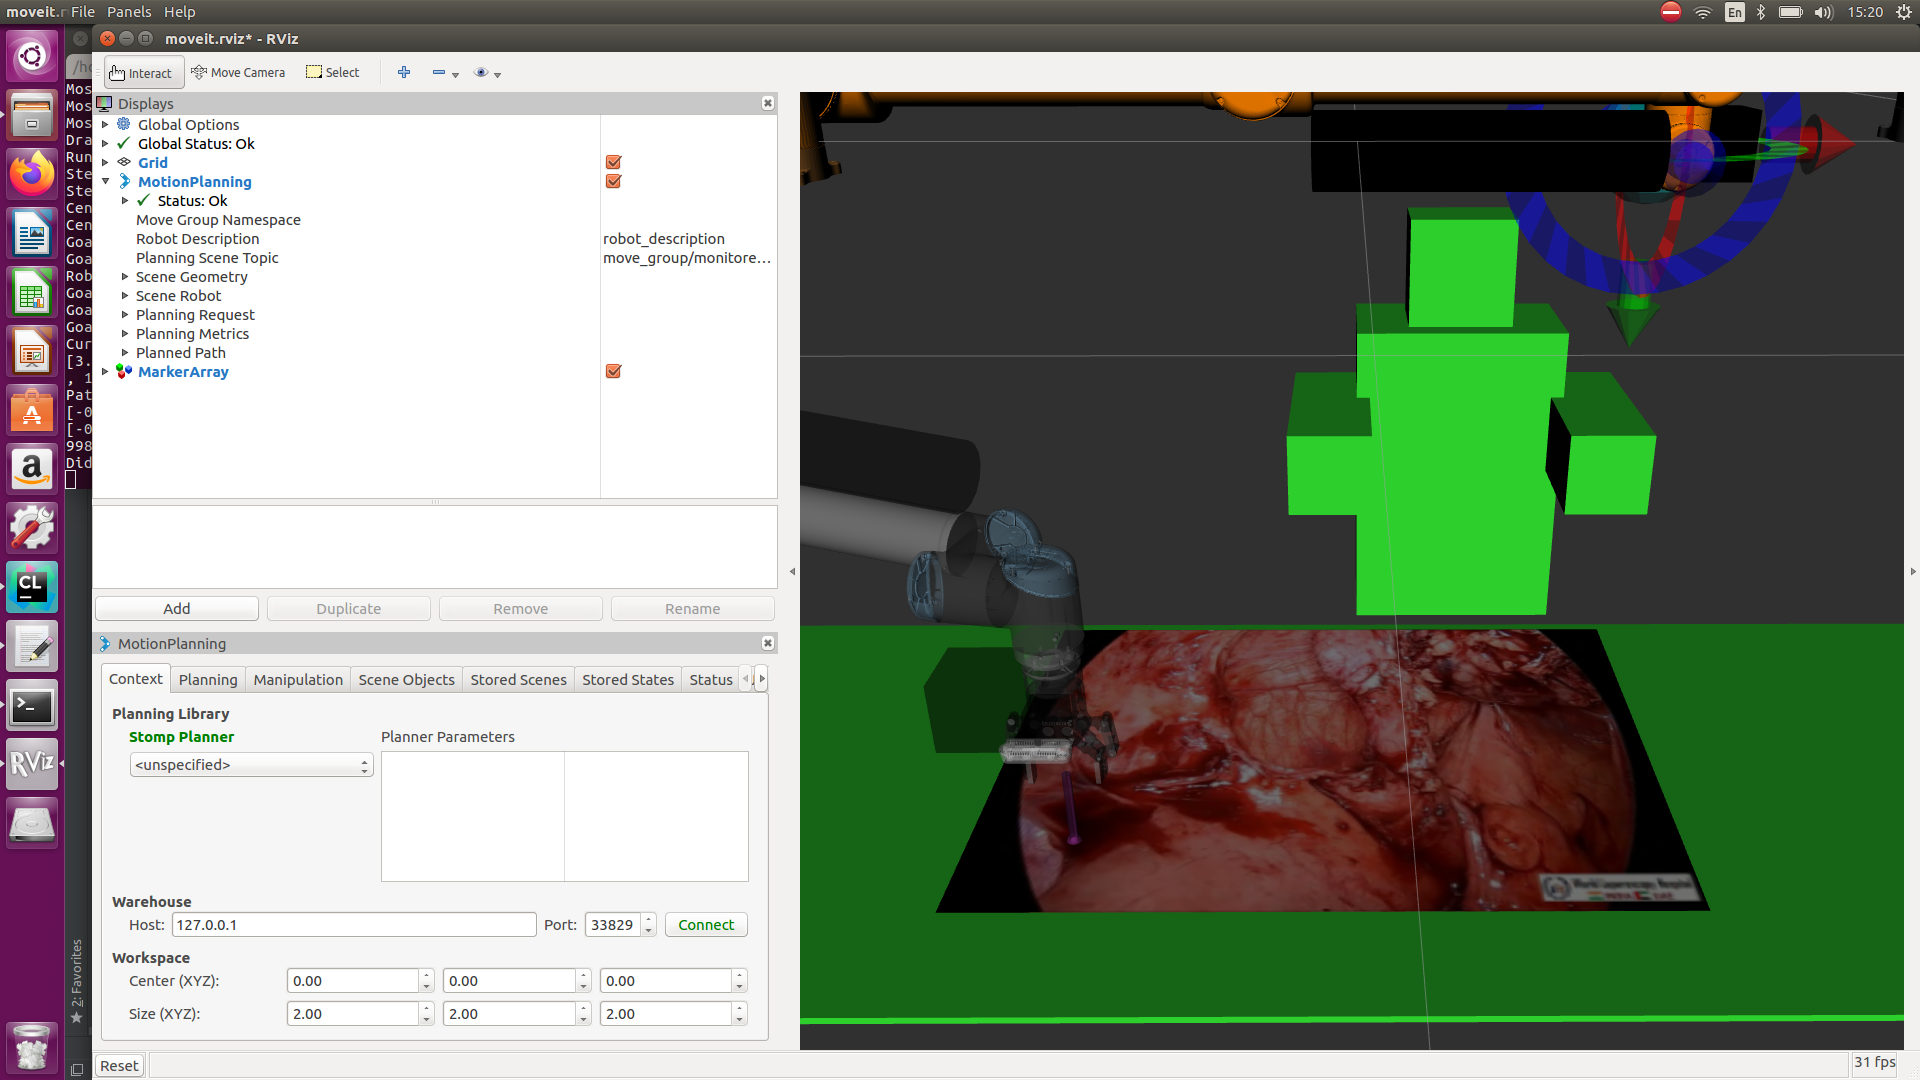 moveit.r File Panels Help
En
15:20
moveit.rviz* - RViz
/ho
Interact
Move Camera
Select
Mos
Mos
Mos
Dra
Run
Ste
Ste
Cen
Cen
Goa
Goa
Rob
Goa
Goa
Goa
Cur
[3.
, 1
Pat
[-0
[-0
998
Did
Displays
Global Options
Global Status: Ok
Grid
MotionPlanning
Status: Ok
Move Group Namespace
Robot Description robot_description
Planning Scene Topic move_group/monitore...
Scene Geometry
Scene Robot
Planning Request
Planning Metrics
Planned Path
MarkerArray
Add
Duplicate
Remove
Rename
MotionPlanning
Context
Planning
Manipulation
Scene Objects
Stored Scenes
Stored States
Status
Planning Library
Stomp Planner
Planner Parameters
<unspecified>
Warehouse
Host: 127.0.0.1 Port: 33829 Connect
Workspace
Center (XYZ): 0.00 0.00 0.00
Size (XYZ): 2.00 2.00 2.00
Reset
31 fps
2: Favorites
CL
RViz
World Laparoscopy Hospital